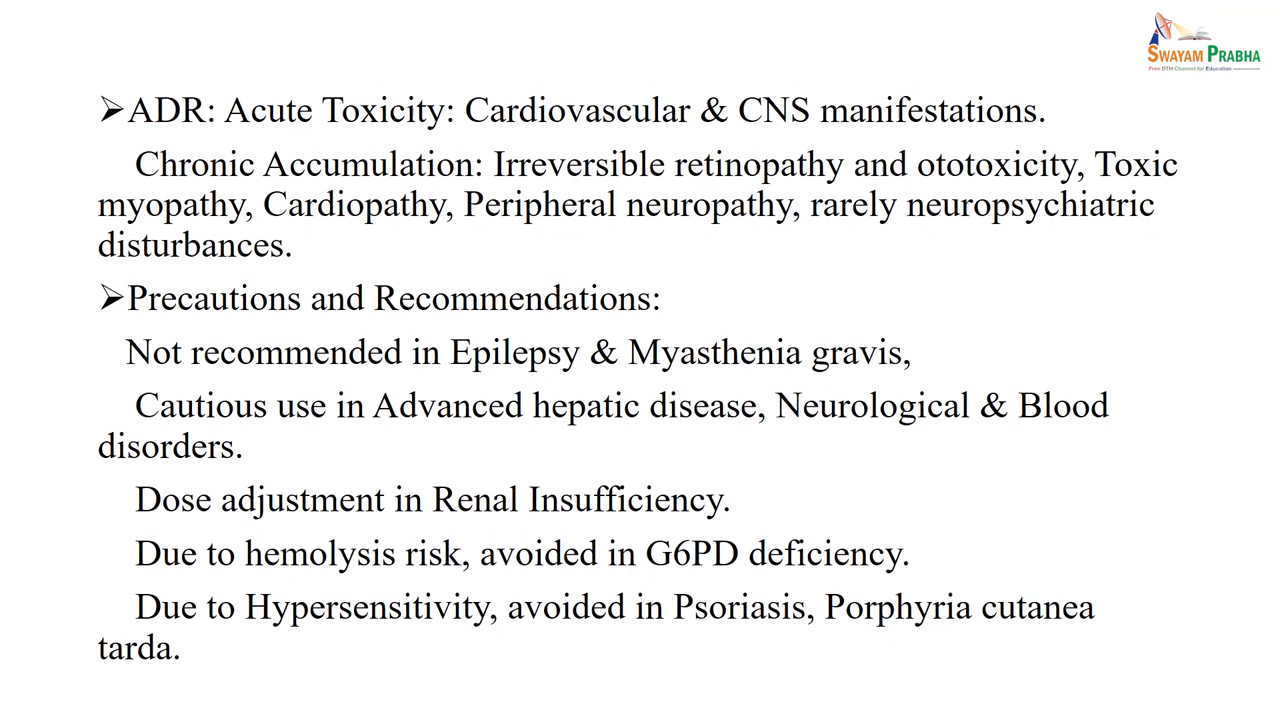 SWAYAM PRABHA
Free DTH Channel for Education
➢ADR: Acute Toxicity: Cardiovascular & CNS manifestations.
Chronic Accumulation: Irreversible retinopathy and ototoxicity, Toxic
myopathy, Cardiopathy, Peripheral neuropathy, rarely neuropsychiatric
disturbances.
➢Precautions and Recommendations:
Not recommended in Epilepsy & Myasthenia gravis,
Cautious use in Advanced hepatic disease, Neurological & Blood
disorders.
Dose adjustment in Renal Insufficiency.
Due to hemolysis risk, avoided in G6PD deficiency.
Due to Hypersensitivity, avoided in Psoriasis, Porphyria cutanea
tarda.